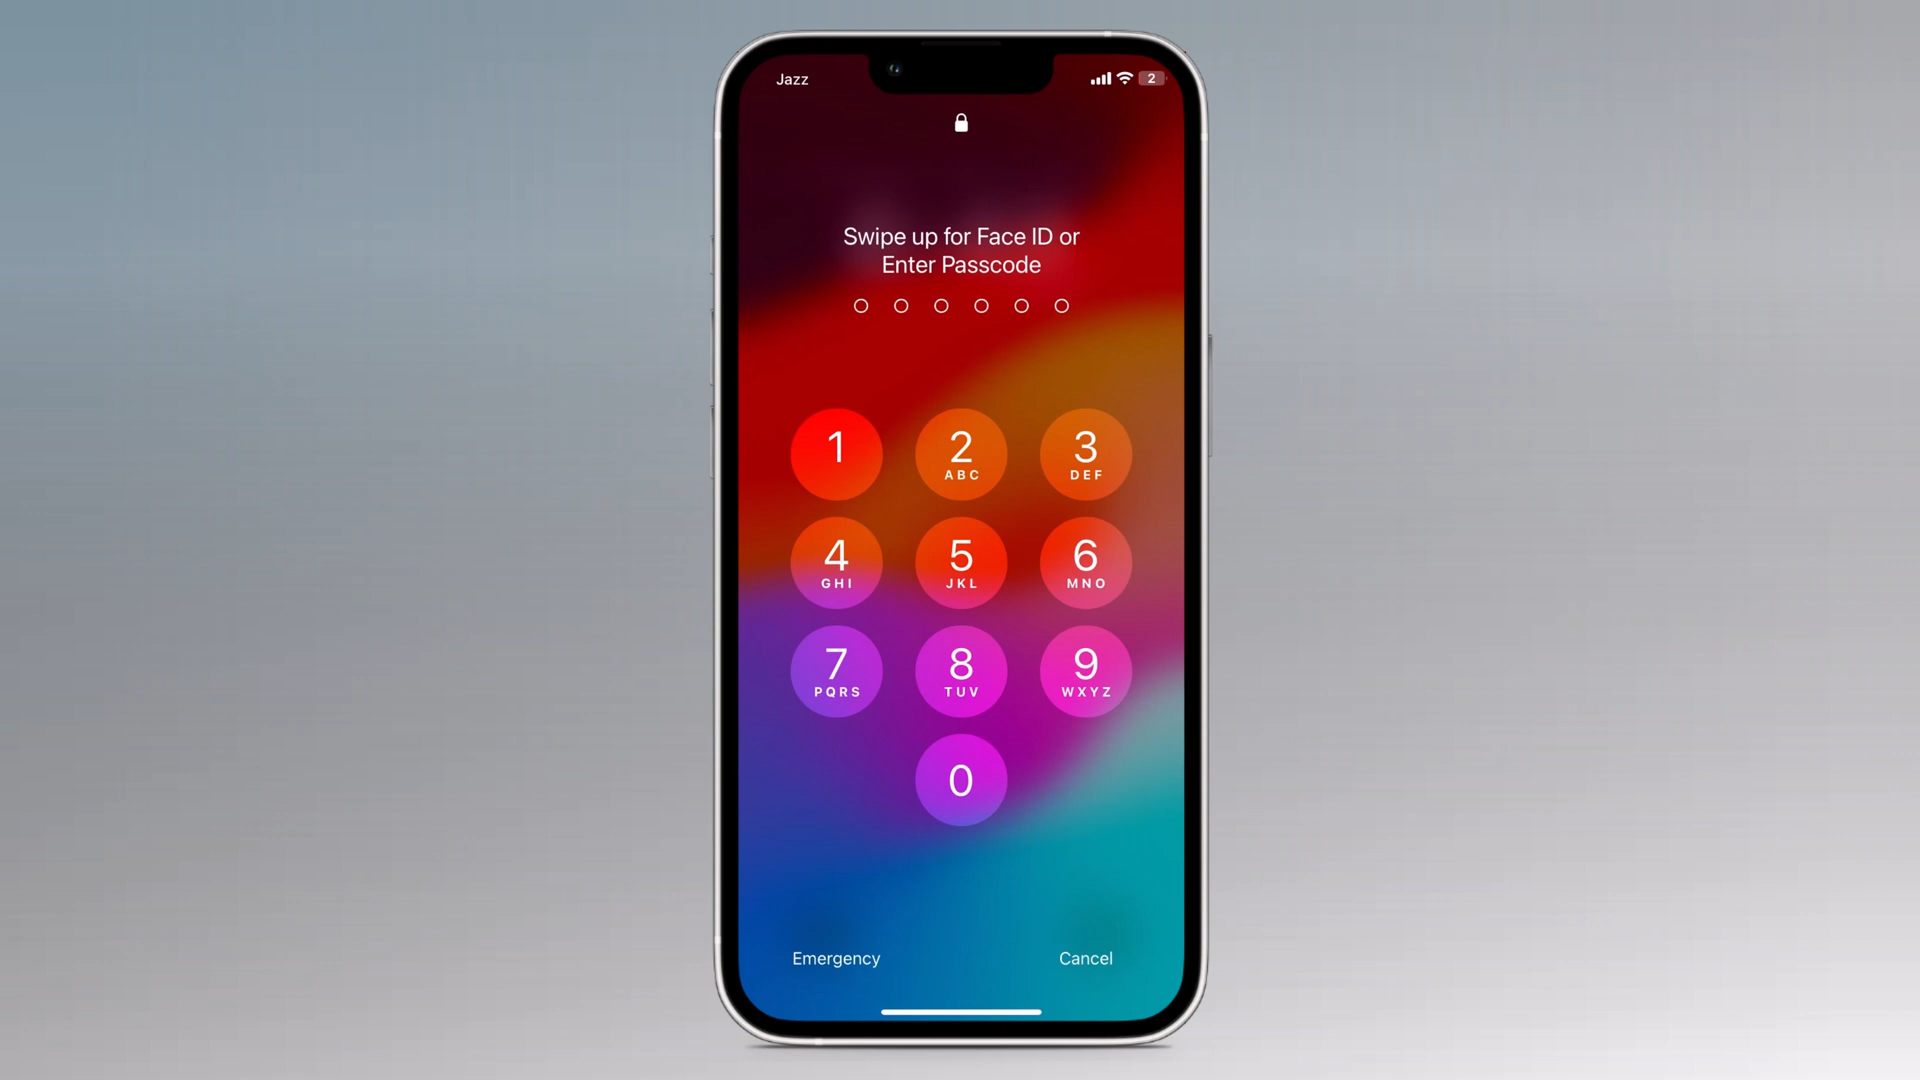 Jazz 2
Swipe up for Face ID or
Enter Passcode
1 2 3
ABC DEF
4 5 6
GHI JKL MNO
7 8 9
PQRS TUV WXYZ
0
Emergency Cancel